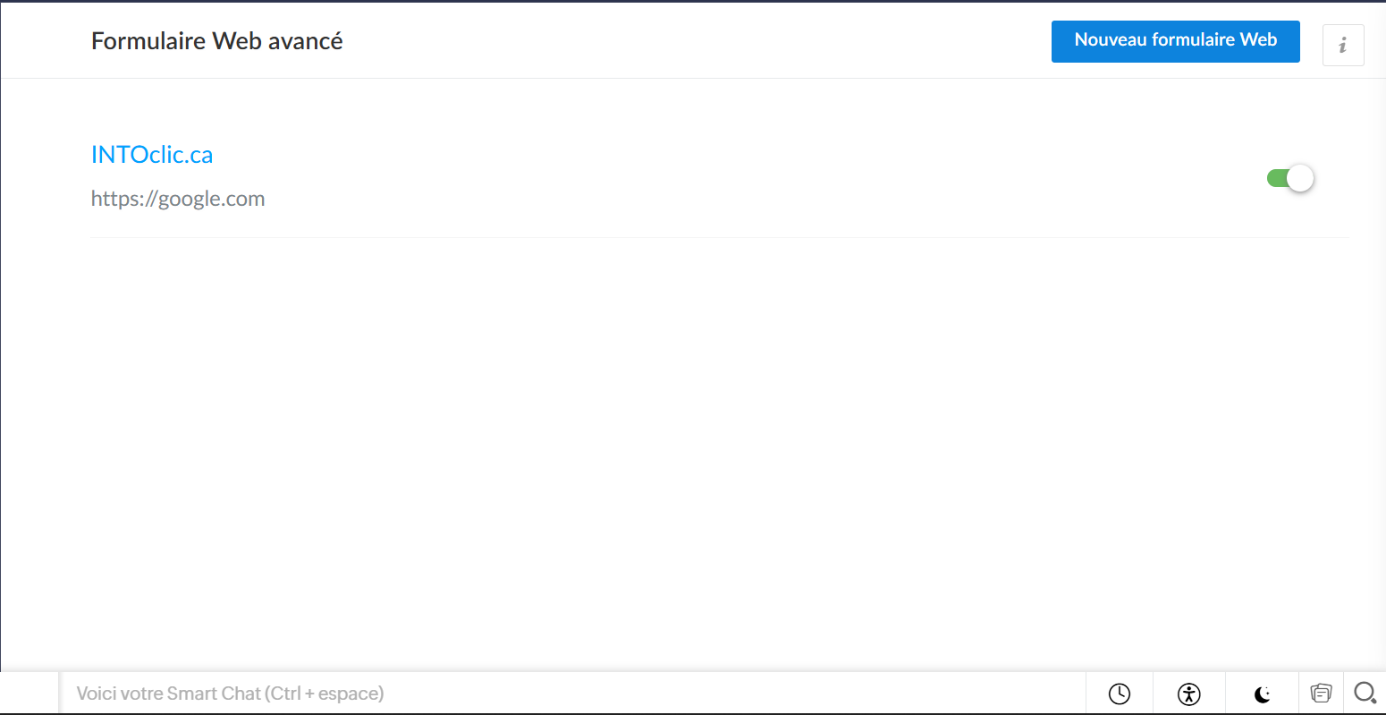 Formulaire Web avancé
Nouveau formulaire Web
i
INTOclic.ca
https://google.com
Voici votre Smart Chat (Ctrl + espace)